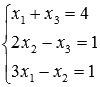 x₁ + x₃ = 4
2x₂ − x₃ = 1
3x₁ − x₂ = 1